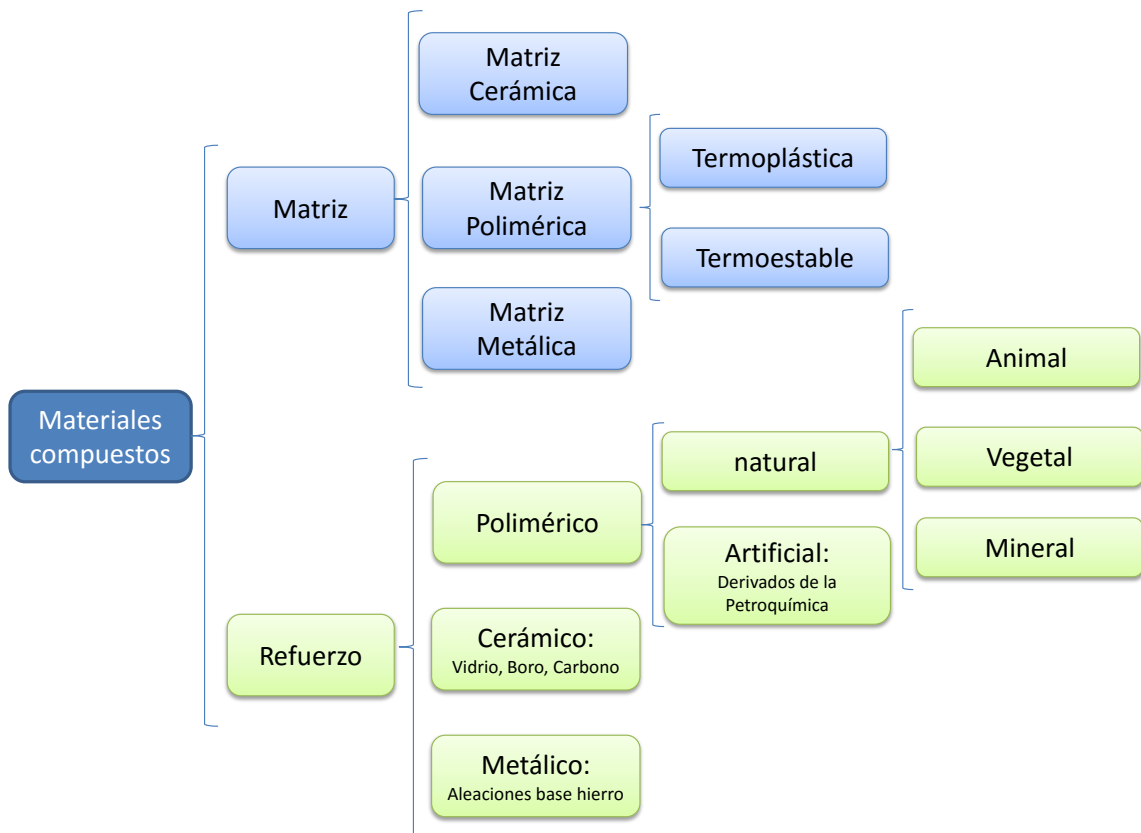 Materiales
compuestos
Matriz
Matriz
Cerámica
Matriz
Polimérica
Termoplástica
Termoestable
Matriz
Metálica
Refuerzo
Polimérico
natural
Animal
Vegetal
Mineral
Artificial:
Derivados de la
Petroquímica
Cerámico:
Vidrio, Boro, Carbono
Metálico:
Aleaciones base hierro